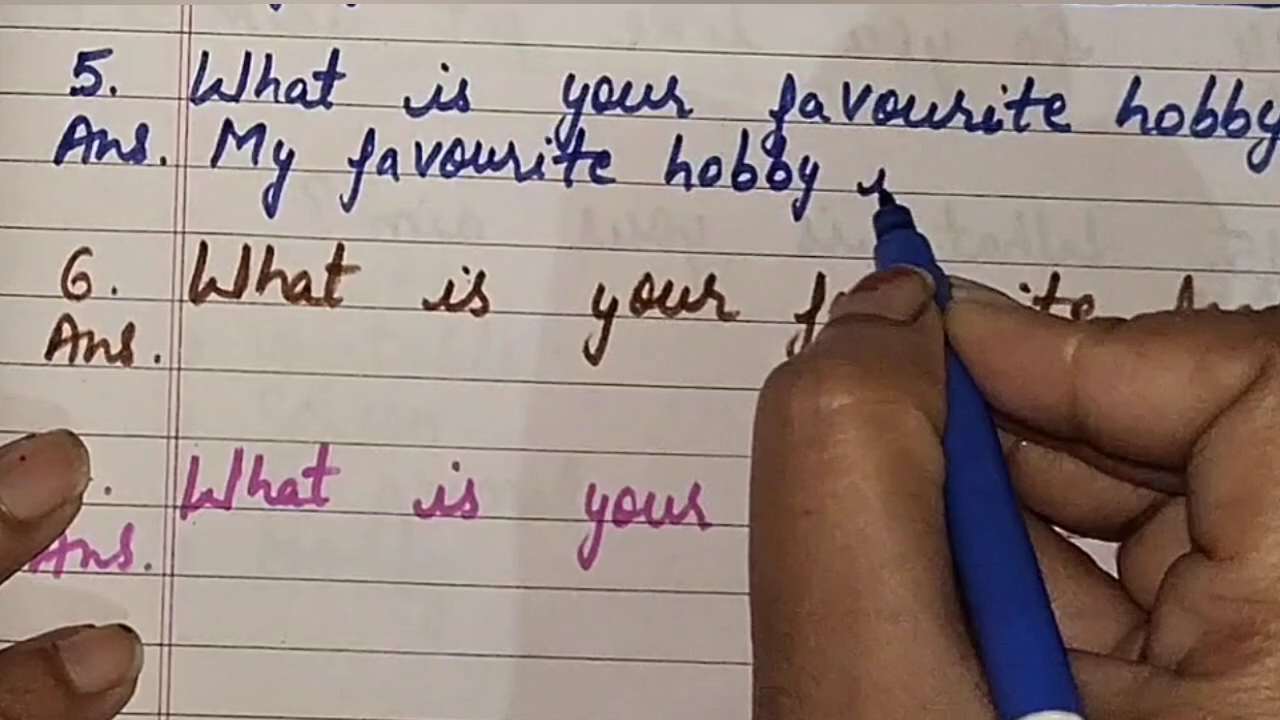 5. What is your favourite hobby
Ans. My favourite hobby
6. What is your
Ans.
What is your
Ans.